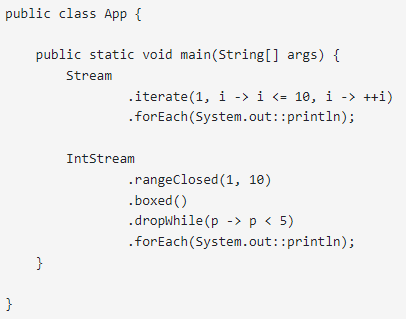 public class App {
public static void main(String[] args) {
Stream
.iterate(1, i -> i <= 10, i -> ++i)
.forEach(System.out::println);
IntStream
.rangeClosed(1, 10)
.boxed()
.dropWhile(p -> p < 5)
.forEach(System.out::println);
}
}